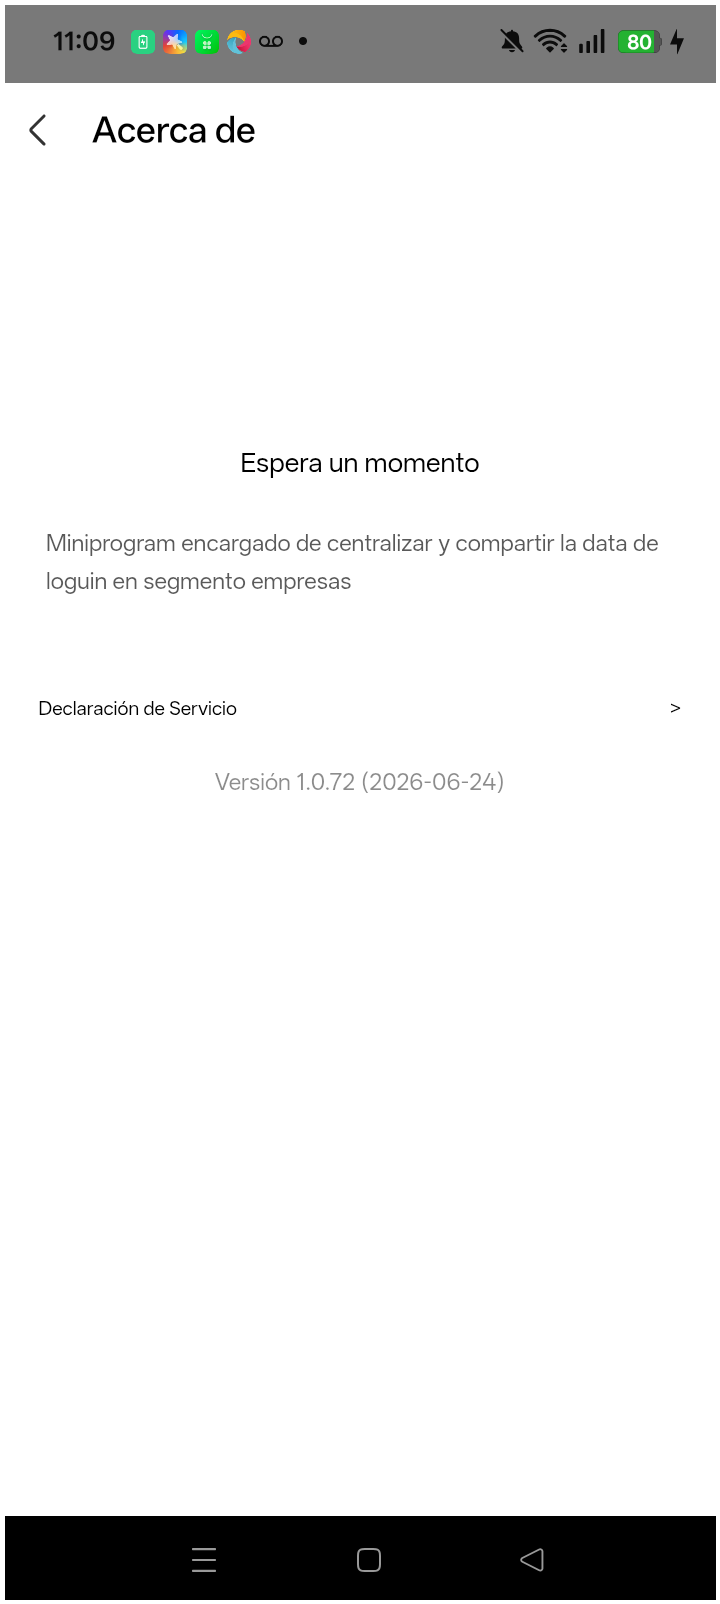 11:09
80
Acerca de
Espera un momento
Miniprogram encargado de centralizar y compartir la data de
loguin en segmento empresas
Declaración de Servicio >
Versión 1.0.72 (2026-06-24)